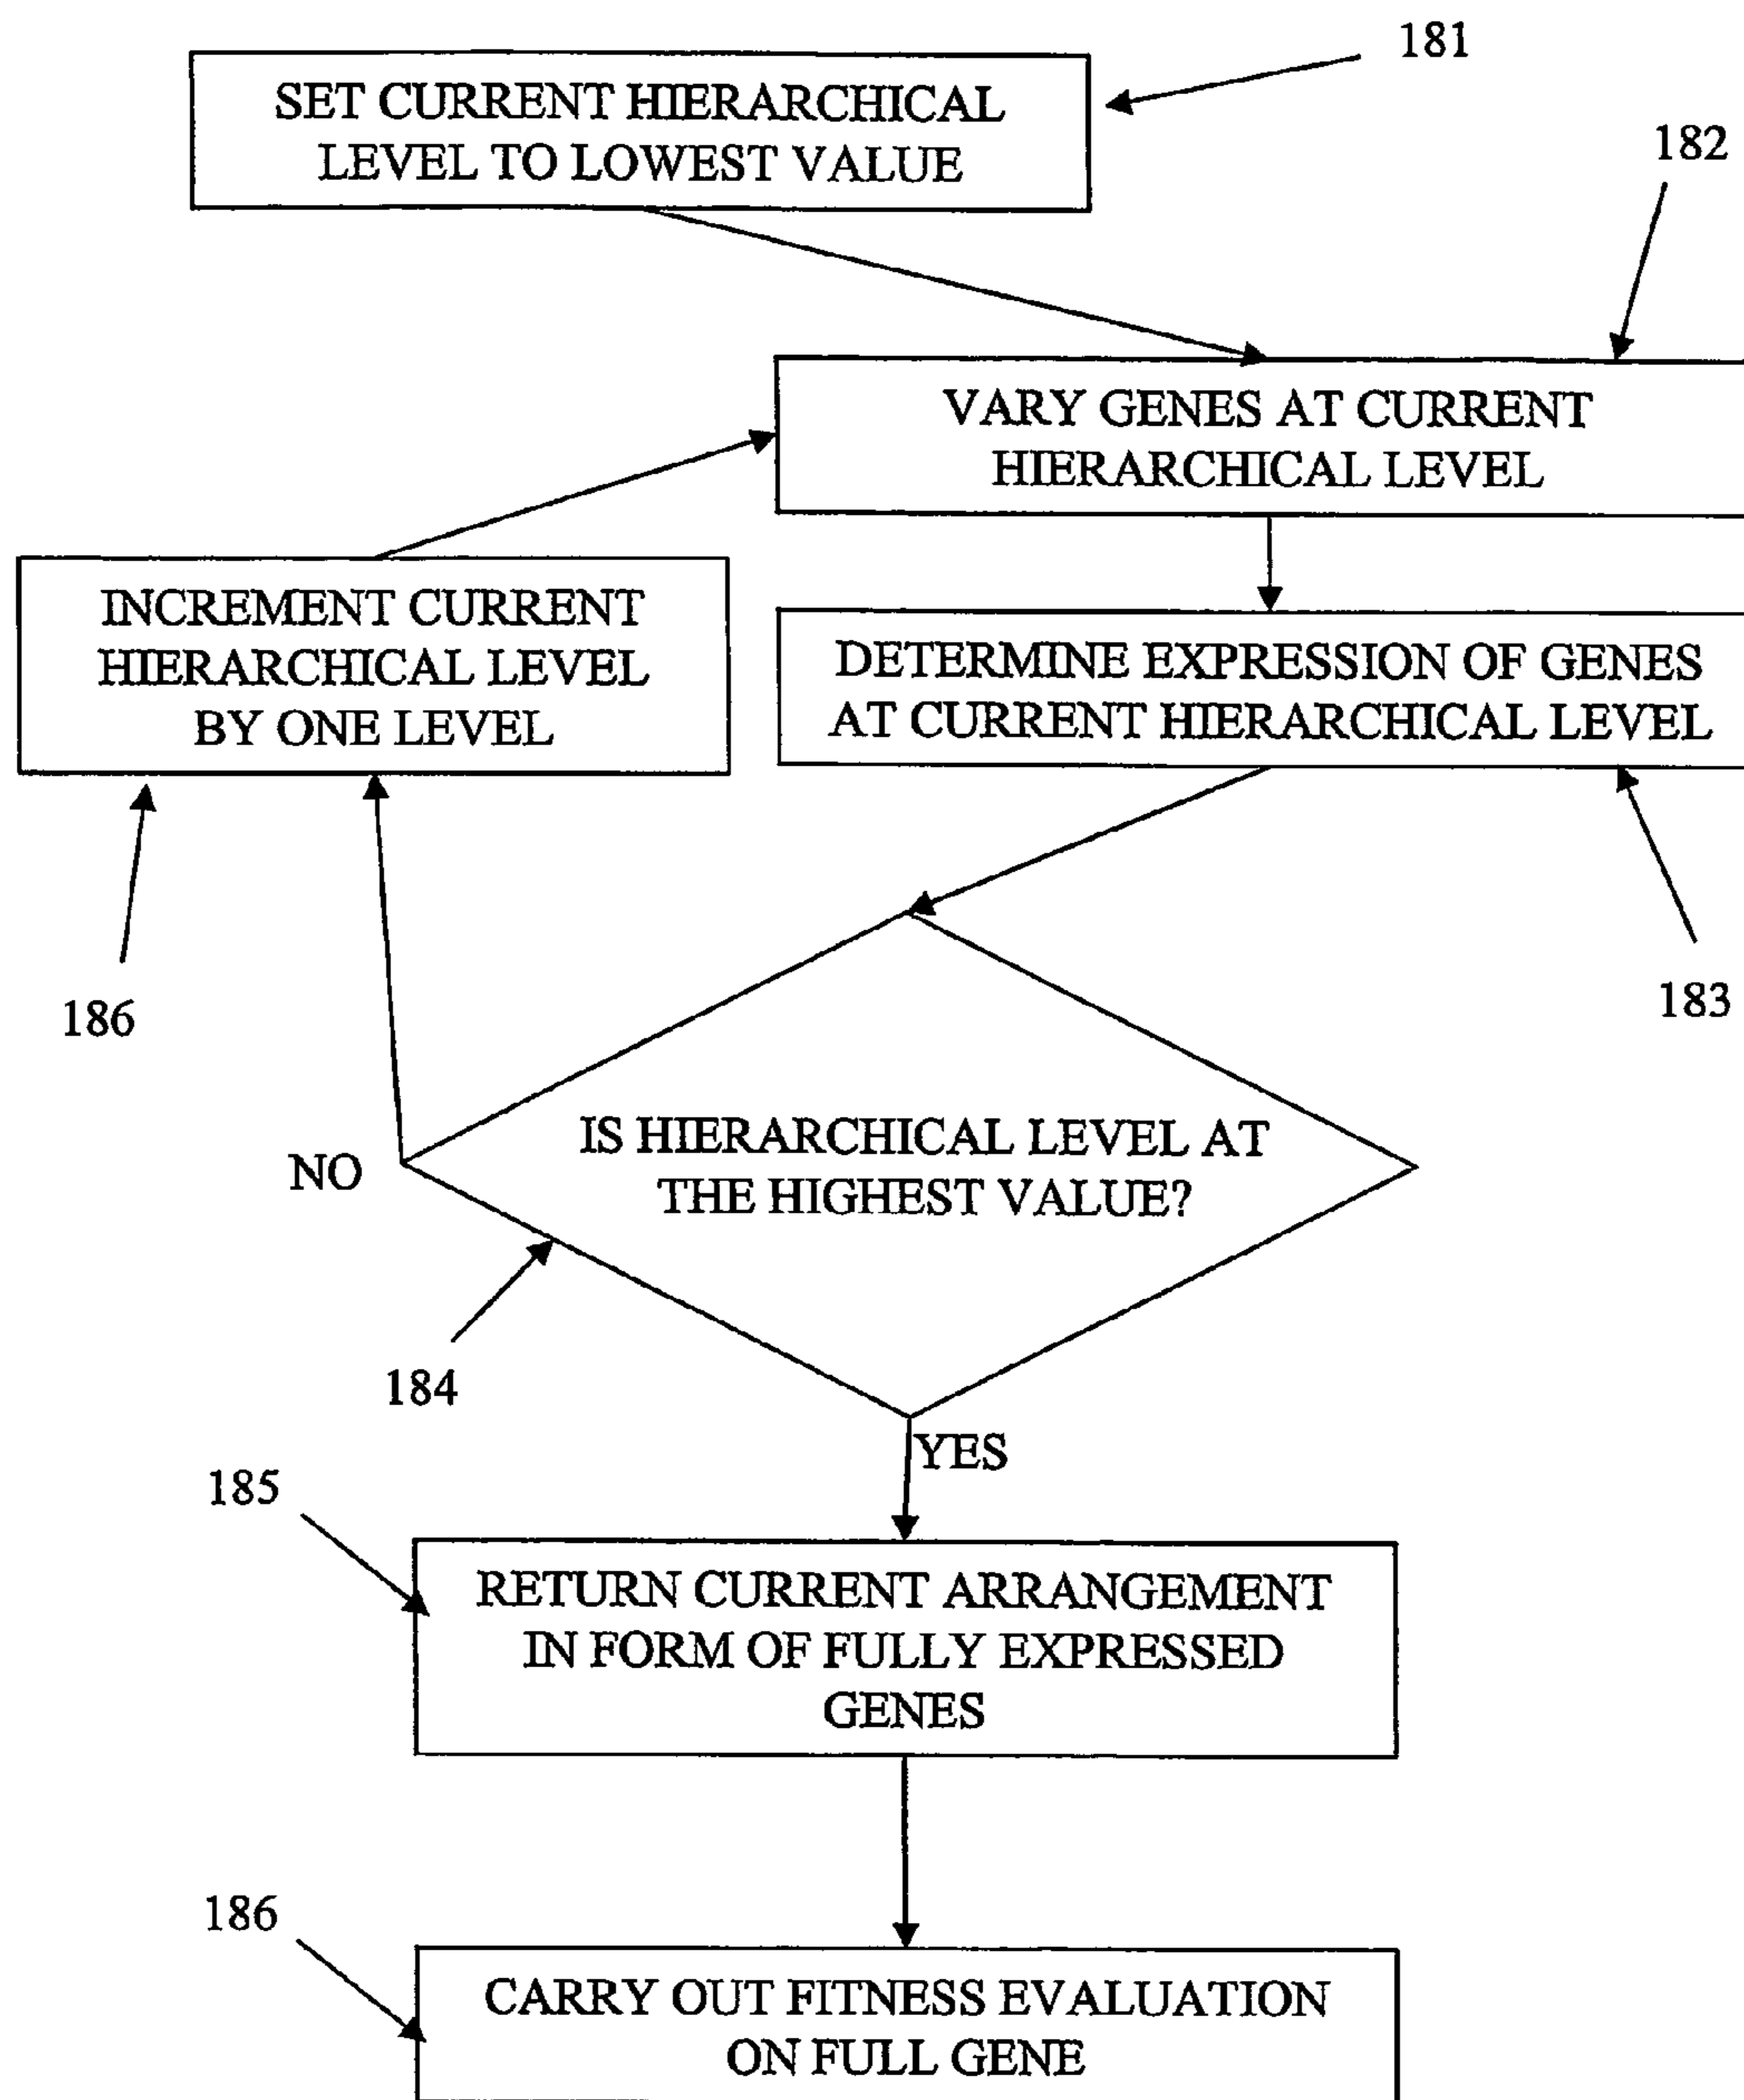 181
SET CURRENT HIERARCHICAL
LEVEL TO LOWEST VALUE
182
VARY GENES AT CURRENT
HIERARCHICAL LEVEL
INCREMENT CURRENT
HIERARCHICAL LEVEL
BY ONE LEVEL
DETERMINE EXPRESSION OF GENES
AT CURRENT HIERARCHICAL LEVEL
186
183
IS HIERARCHICAL LEVEL AT
THE HIGHEST VALUE?
NO
184
YES
185
RETURN CURRENT ARRANGEMENT
IN FORM OF FULLY EXPRESSED
GENES
186
CARRY OUT FITNESS EVALUATION
ON FULL GENE